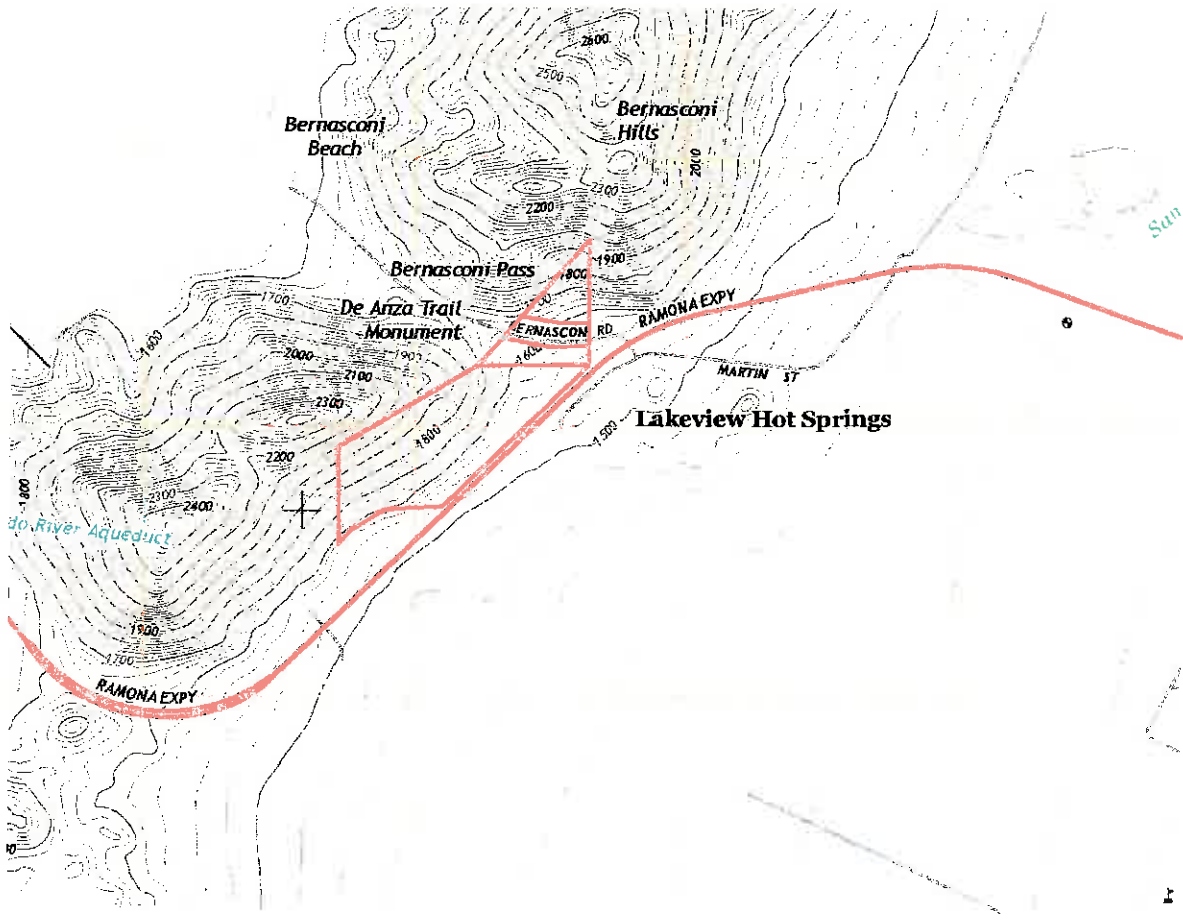 2600
2500
Bernasconi
Hills
Bernasconi
Beach
2000
2300
2200
San
1900
Bernasconi Pass
1800
1700
De Anza Trail
Monument
RAMONA EXPY
ERNASCONI RD
1600
1600
1900
2000
2100
MARTIN ST
2300
Lakeview Hot Springs
1800
1500
2200
1800
2300
2400
do River Aqueduct
1900
1700
RAMONA EXPY